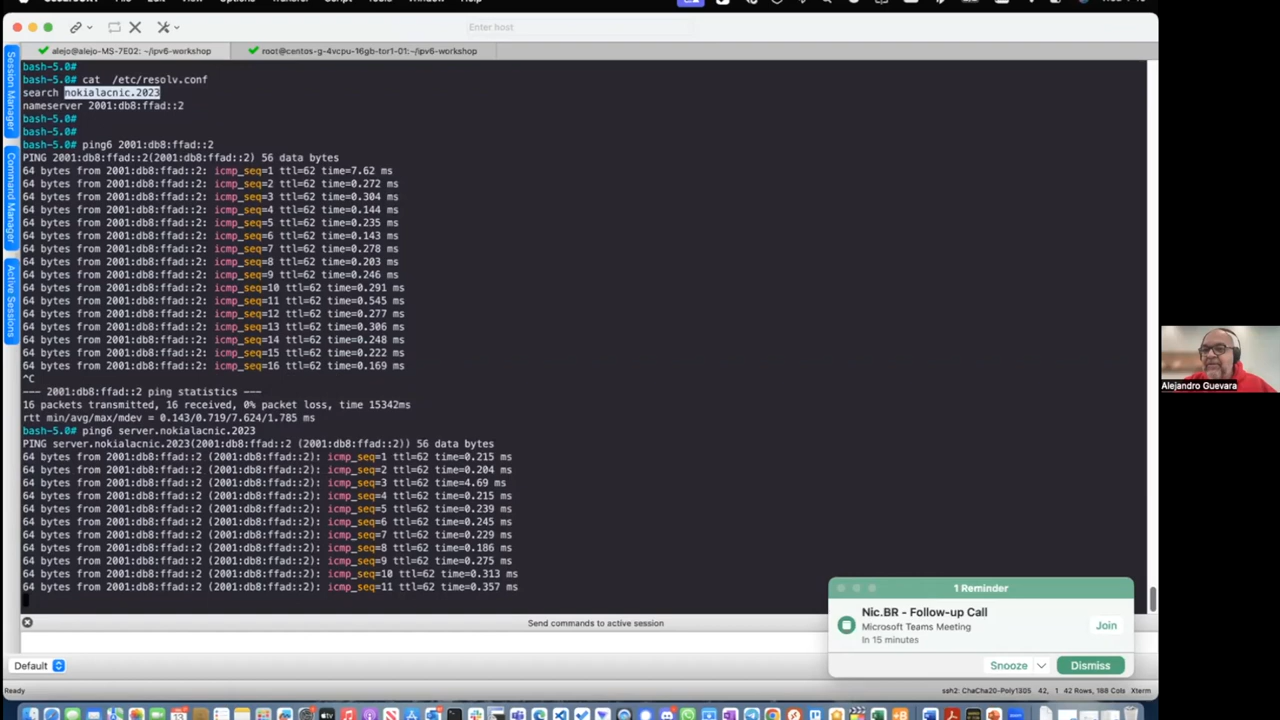 Enter host
alejo@alejo-MS-7E02: ~/ipv6-workshop
root@centos-g-4vcpu-16gb-tor1-01:~/ipv6-workshop
Session Manager
Command Manager
Active Sessions
bash-5.0#
bash-5.0# cat  /etc/resolv.conf
search nokialacnic.2023
nameserver 2001:db8:ffad::2
bash-5.0#
bash-5.0#
bash-5.0# ping6 2001:db8:ffad::2
PING 2001:db8:ffad::2(2001:db8:ffad::2) 56 data bytes
64 bytes from 2001:db8:ffad::2: icmp_seq=1 ttl=62 time=7.62 ms
64 bytes from 2001:db8:ffad::2: icmp_seq=2 ttl=62 time=0.272 ms
64 bytes from 2001:db8:ffad::2: icmp_seq=3 ttl=62 time=0.304 ms
64 bytes from 2001:db8:ffad::2: icmp_seq=4 ttl=62 time=0.144 ms
64 bytes from 2001:db8:ffad::2: icmp_seq=5 ttl=62 time=0.235 ms
64 bytes from 2001:db8:ffad::2: icmp_seq=6 ttl=62 time=0.143 ms
64 bytes from 2001:db8:ffad::2: icmp_seq=7 ttl=62 time=0.278 ms
64 bytes from 2001:db8:ffad::2: icmp_seq=8 ttl=62 time=0.203 ms
64 bytes from 2001:db8:ffad::2: icmp_seq=9 ttl=62 time=0.246 ms
64 bytes from 2001:db8:ffad::2: icmp_seq=10 ttl=62 time=0.291 ms
64 bytes from 2001:db8:ffad::2: icmp_seq=11 ttl=62 time=0.545 ms
64 bytes from 2001:db8:ffad::2: icmp_seq=12 ttl=62 time=0.277 ms
64 bytes from 2001:db8:ffad::2: icmp_seq=13 ttl=62 time=0.306 ms
64 bytes from 2001:db8:ffad::2: icmp_seq=14 ttl=62 time=0.248 ms
64 bytes from 2001:db8:ffad::2: icmp_seq=15 ttl=62 time=0.222 ms
64 bytes from 2001:db8:ffad::2: icmp_seq=16 ttl=62 time=0.169 ms
^C
--- 2001:db8:ffad::2 ping statistics ---
16 packets transmitted, 16 received, 0% packet loss, time 15342ms
rtt min/avg/max/mdev = 0.143/0.719/7.624/1.785 ms
bash-5.0# ping6 server.nokialacnic.2023
PING server.nokialacnic.2023(2001:db8:ffad::2 (2001:db8:ffad::2)) 56 data bytes
64 bytes from 2001:db8:ffad::2 (2001:db8:ffad::2): icmp_seq=1 ttl=62 time=0.215 ms
64 bytes from 2001:db8:ffad::2 (2001:db8:ffad::2): icmp_seq=2 ttl=62 time=0.204 ms
64 bytes from 2001:db8:ffad::2 (2001:db8:ffad::2): icmp_seq=3 ttl=62 time=4.69 ms
64 bytes from 2001:db8:ffad::2 (2001:db8:ffad::2): icmp_seq=4 ttl=62 time=0.215 ms
64 bytes from 2001:db8:ffad::2 (2001:db8:ffad::2): icmp_seq=5 ttl=62 time=0.239 ms
64 bytes from 2001:db8:ffad::2 (2001:db8:ffad::2): icmp_seq=6 ttl=62 time=0.245 ms
64 bytes from 2001:db8:ffad::2 (2001:db8:ffad::2): icmp_seq=7 ttl=62 time=0.229 ms
64 bytes from 2001:db8:ffad::2 (2001:db8:ffad::2): icmp_seq=8 ttl=62 time=0.186 ms
64 bytes from 2001:db8:ffad::2 (2001:db8:ffad::2): icmp_seq=9 ttl=62 time=0.275 ms
64 bytes from 2001:db8:ffad::2 (2001:db8:ffad::2): icmp_seq=10 ttl=62 time=0.313 ms
64 bytes from 2001:db8:ffad::2 (2001:db8:ffad::2): icmp_seq=11 ttl=62 time=0.357 ms
Alejandro Guevara
1 Reminder
Nic.BR - Follow-up Call
Microsoft Teams Meeting
In 15 minutes
Join
Snooze
Dismiss
Send commands to active session
Default
Ready
ssh2: ChaCha20-Poly1305   42,   1   42 Rows, 168 Cols   Xterm